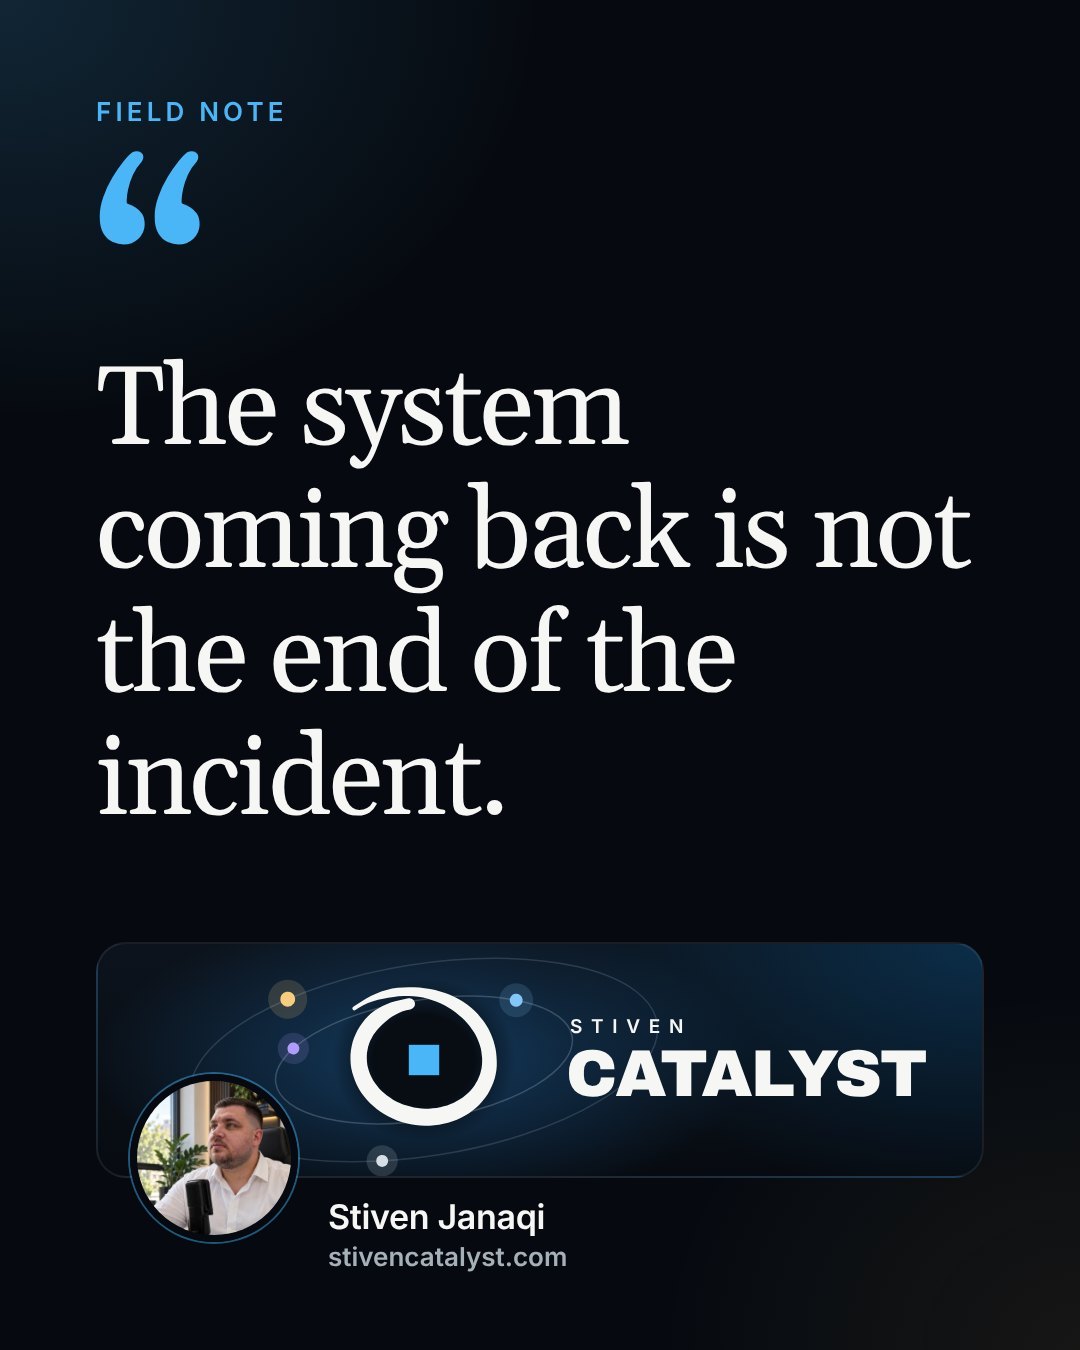 FIELD NOTE
“
The system
coming back is not
the end of the
incident.
STIVEN
CATALYST
Stiven Janaqi
stivencatalyst.com